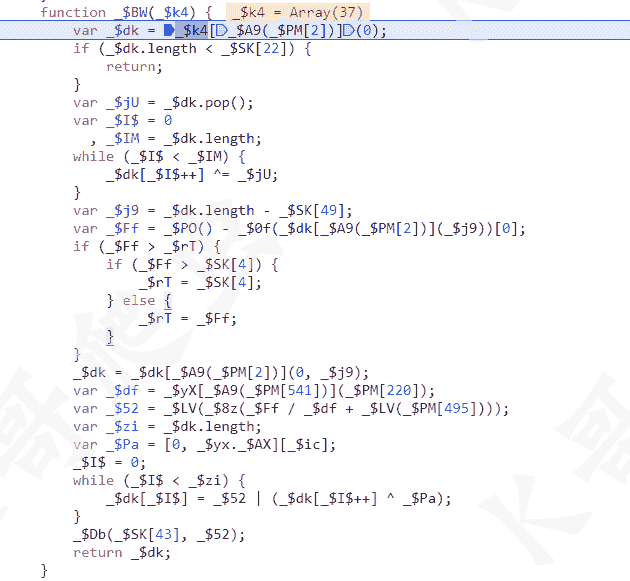 function _$BW(_$k4) { _$k4 = Array(37)
var _$dk = _$k4[_$A9(_$PM[2])](0);
if (_$dk.length < _$SK[22]) {
return;
}
var _$jU = _$dk.pop();
var _$I$ = 0
, _$IM = _$dk.length;
while (_$I$ < _$IM) {
_$dk[_$I$++] ^= _$jU;
}
var _$j9 = _$dk.length - _$SK[49];
var _$Ff = _$PO() - _$0f(_$dk[_$A9(_$PM[2])](_$j9))[0];
if (_$Ff > _$rT) {
if (_$Ff > _$SK[4]) {
_$rT = _$SK[4];
} else {
_$rT = _$Ff;
}
}
_$dk = _$dk[_$A9(_$PM[2])](0, _$j9);
var _$df = _$yX[_$A9(_$PM[541])](_$PM[220]);
var _$52 = _$LV(_$8z(_$Ff / _$df + _$LV(_$PM[495])));
var _$zi = _$dk.length;
var _$Pa = [0, _$yx._$AX][_$ic];
_$I$ = 0;
while (_$I$ < _$zi) {
_$dk[_$I$] = _$52 | (_$dk[_$I$++] ^ _$Pa);
}
_$Db(_$SK[43], _$52);
return _$dk;
}